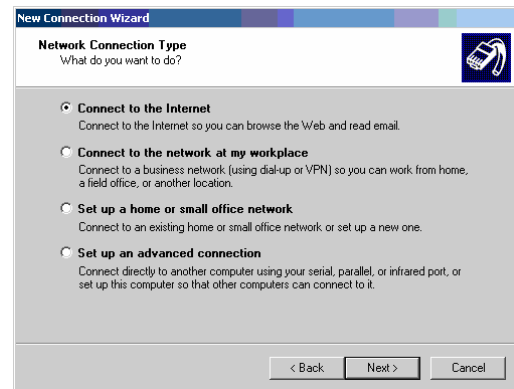 New Connection Wizard
Network Connection Type
What do you want to do?
Connect to the Internet
Connect to the Internet so you can browse the Web and read email.
Connect to the network at my workplace
Connect to a business network (using dial-up or VPN) so you can work from home,
a field office, or another location.
Set up a home or small office network
Connect to an existing home or small office network or set up a new one.
Set up an advanced connection
Connect directly to another computer using your serial, parallel, or infrared port, or
set up this computer so that other computers can connect to it.
< Back Next > Cancel